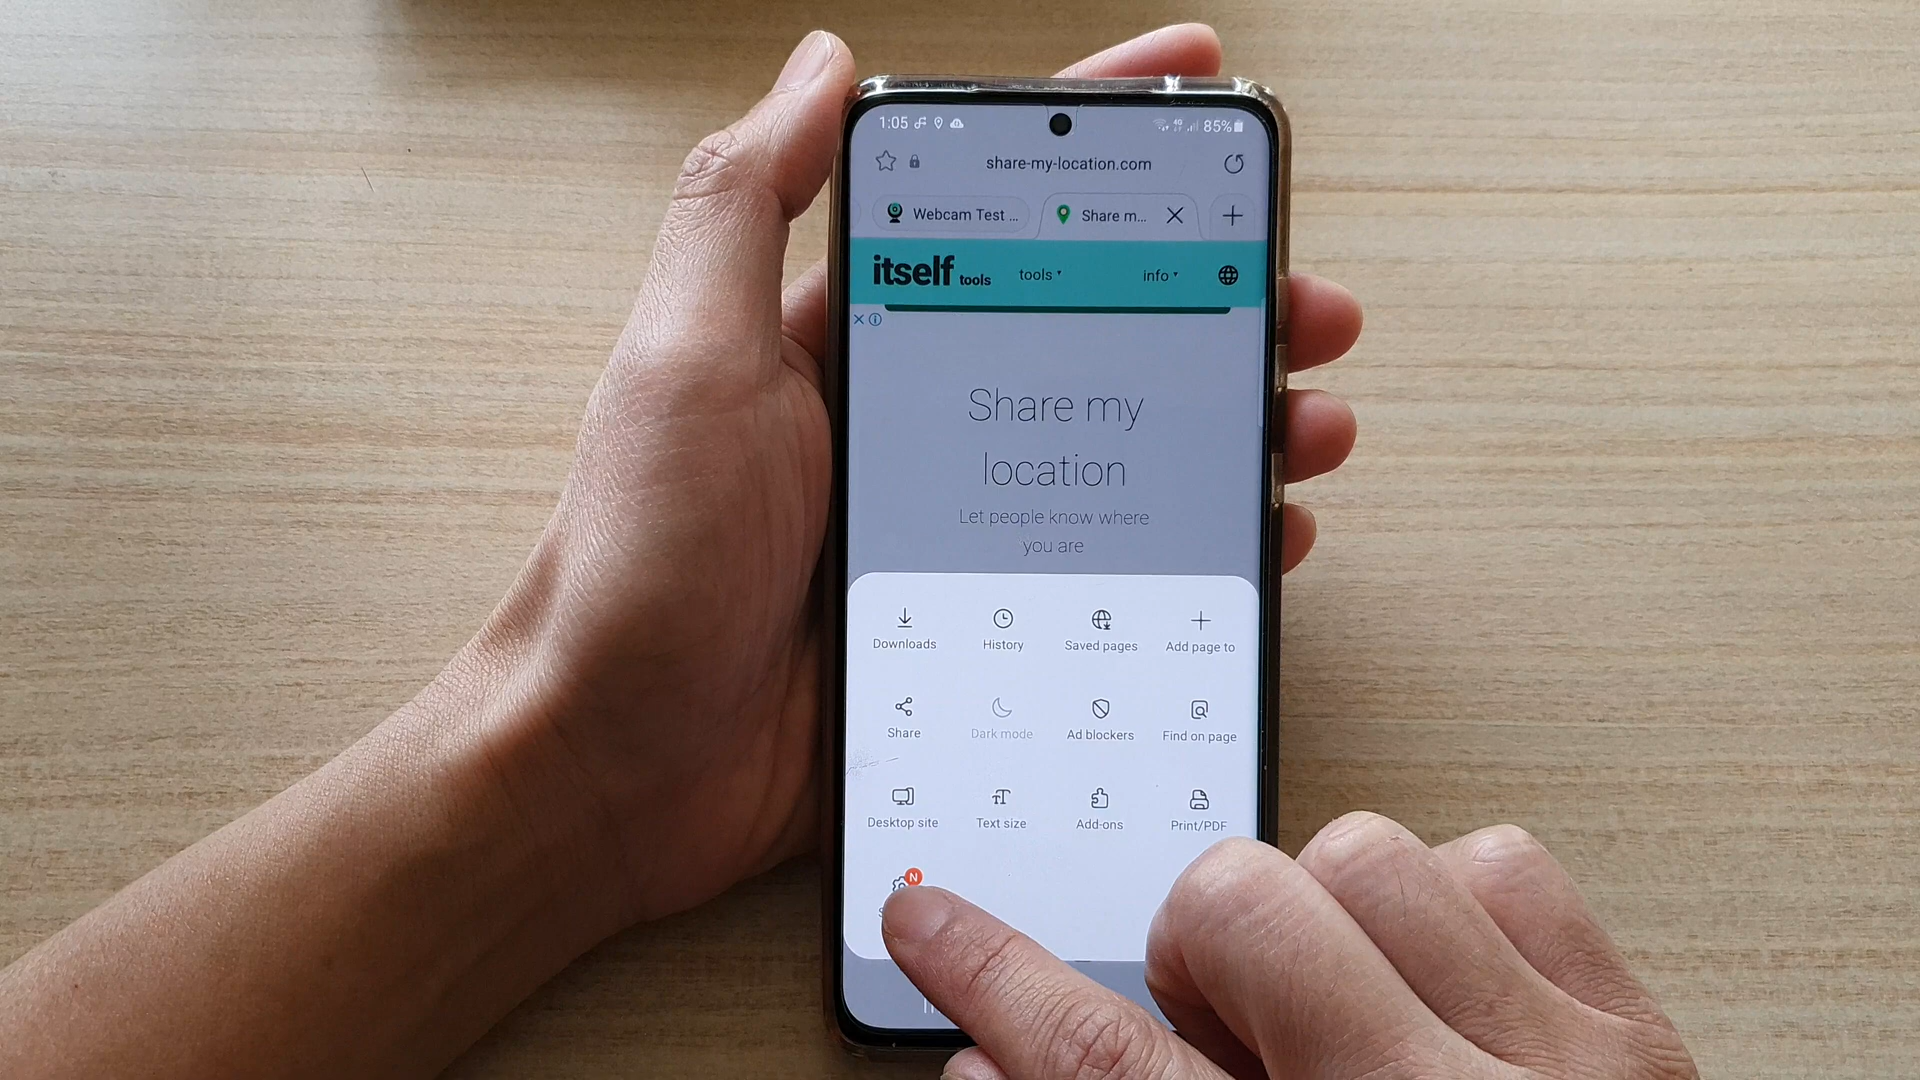 1:05 85%
share-my-location.com
Webcam Test ... Share m...
itself tools tools info
Share my
location
Let people know where
you are
Downloads History Saved pages Add page to
Share Dark mode Ad blockers Find on page
Desktop site Text size Add-ons Print/PDF
N